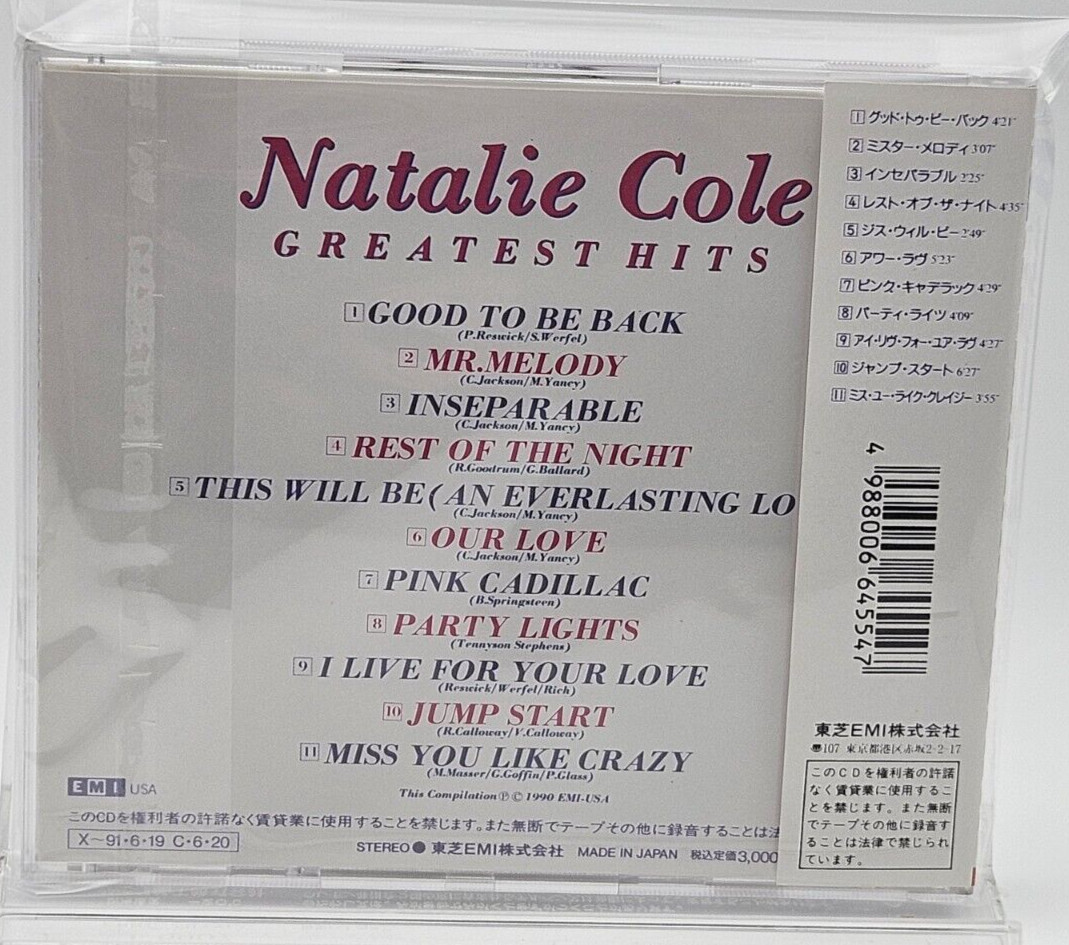 Natalie Cole
GREATEST HITS
1 GOOD TO BE BACK
(P.Reswick/S.Werfel)
2 MR.MELODY
(C.Jackson/M.Yancy)
3 INSEPARABLE
(C.Jackson/M.Yancy)
4 REST OF THE NIGHT
(R.Goodrum/G.Ballard)
5 THIS WILL BE(AN EVERLASTING LO
(C.Jackson/M.Yancy)
6 OUR LOVE
(C.Jackson/M.Yancy)
7 PINK CADILLAC
(B.Springsteen)
8 PARTY LIGHTS
(Tennyson Stephens)
9 I LIVE FOR YOUR LOVE
(Reswick/Werfel/Rich)
10 JUMP START
(R.Calloway/V.Calloway)
11 MISS YOU LIKE CRAZY
(M.Masser/G.Goffin/P.Glass)
This Compilation Ⓟ © 1990 EMI-USA
EMI USA
このCDを権利者の許諾なく賃貸業に使用することを禁じます。また無断でテープその他に録音することは法
X〜91・6・19 C・6・20
STEREO● 東芝EMI株式会社 MADE IN JAPAN 税込定価3,000
1 グッド・トゥ・ビー・バック 4'21"
2 ミスター・メロディ 3'07"
3 インセパラブル 2'25"
4 レスト・オブ・ザ・ナイト 4'35"
5 ジス・ウィル・ビー 2'49"
6 アワー・ラヴ 5'23"
7 ピンク・キャデラック 4'29"
8 パーティ・ライツ 4'09"
9 アイ・リヴ・フォー・ユア・ラヴ 4'27"
10 ジャンプ・スタート 6'27"
11 ミス・ユー・ライク・クレイジー 3'55"
4 988006 645547
東芝EMI株式会社
〠107 東京都港区赤坂2-2-17
このCDを権利者の許諾
なく賃貸業に使用するこ
とを禁じます。また無断
でテープその他に録音す
ることは法律で禁じられ
ています。